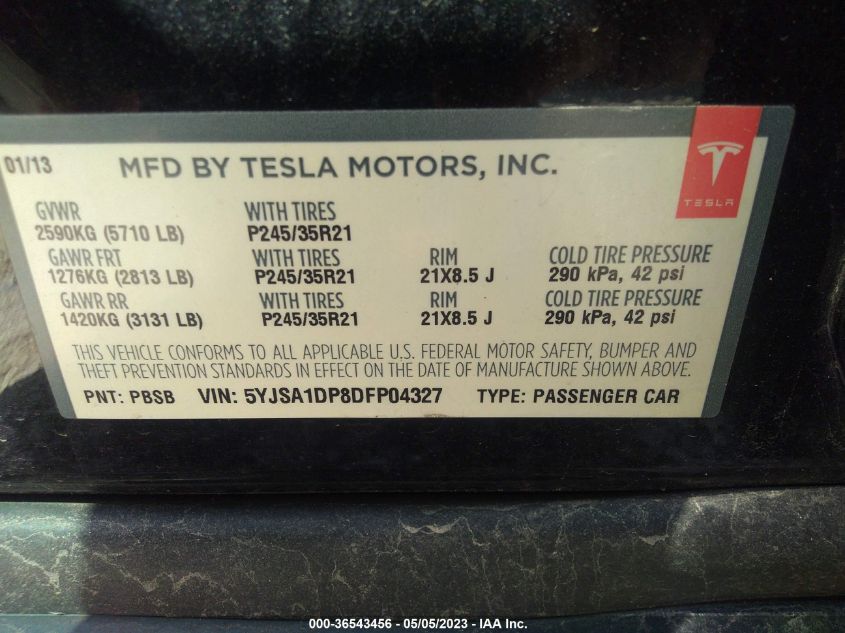 01/13 MFD BY TESLA MOTORS, INC.
TESLA
GVWR WITH TIRES
2590KG (5710 LB) P245/35R21
GAWR FRT WITH TIRES RIM COLD TIRE PRESSURE
1276KG (2813 LB) P245/35R21 21X8.5 J 290 kPa, 42 psi
GAWR RR WITH TIRES RIM COLD TIRE PRESSURE
1420KG (3131 LB) P245/35R21 21X8.5 J 290 kPa, 42 psi
THIS VEHICLE CONFORMS TO ALL APPLICABLE U.S. FEDERAL MOTOR SAFETY, BUMPER AND
THEFT PREVENTION STANDARDS IN EFFECT ON THE DATE OF MANUFACTURE SHOWN ABOVE.
PNT: PBSB VIN: 5YJSA1DP8DFP04327 TYPE: PASSENGER CAR
000-36543456 - 05/05/2023 - IAA Inc.